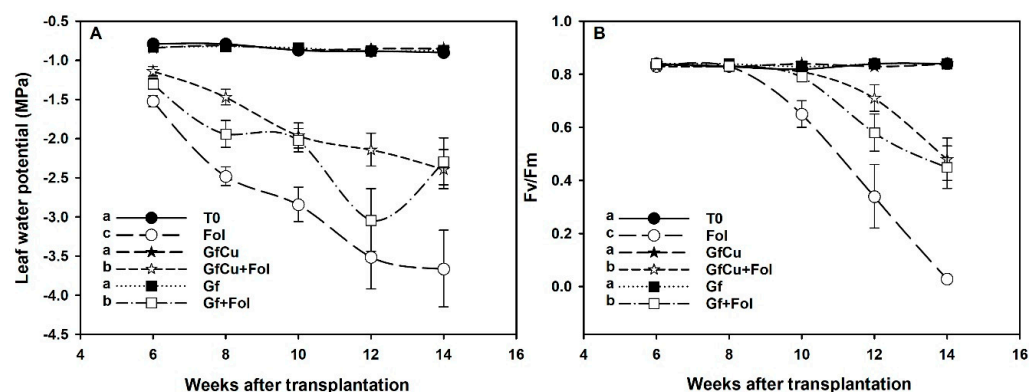 A
Leaf water potential (MPa)
-0.5
-1.0
-1.5
-2.0
-2.5
-3.0
-3.5
-4.0
-4.5
a T0
c Fol
a GfCu
b GfCu+Fol
a Gf
b Gf+Fol
4 6 8 10 12 14 16
Weeks after transplantation
B
Fv/Fm
1.0
0.8
0.6
0.4
0.2
0.0
a T0
c Fol
a GfCu
b GfCu+Fol
a Gf
b Gf+Fol
4 6 8 10 12 14 16
Weeks after transplantation